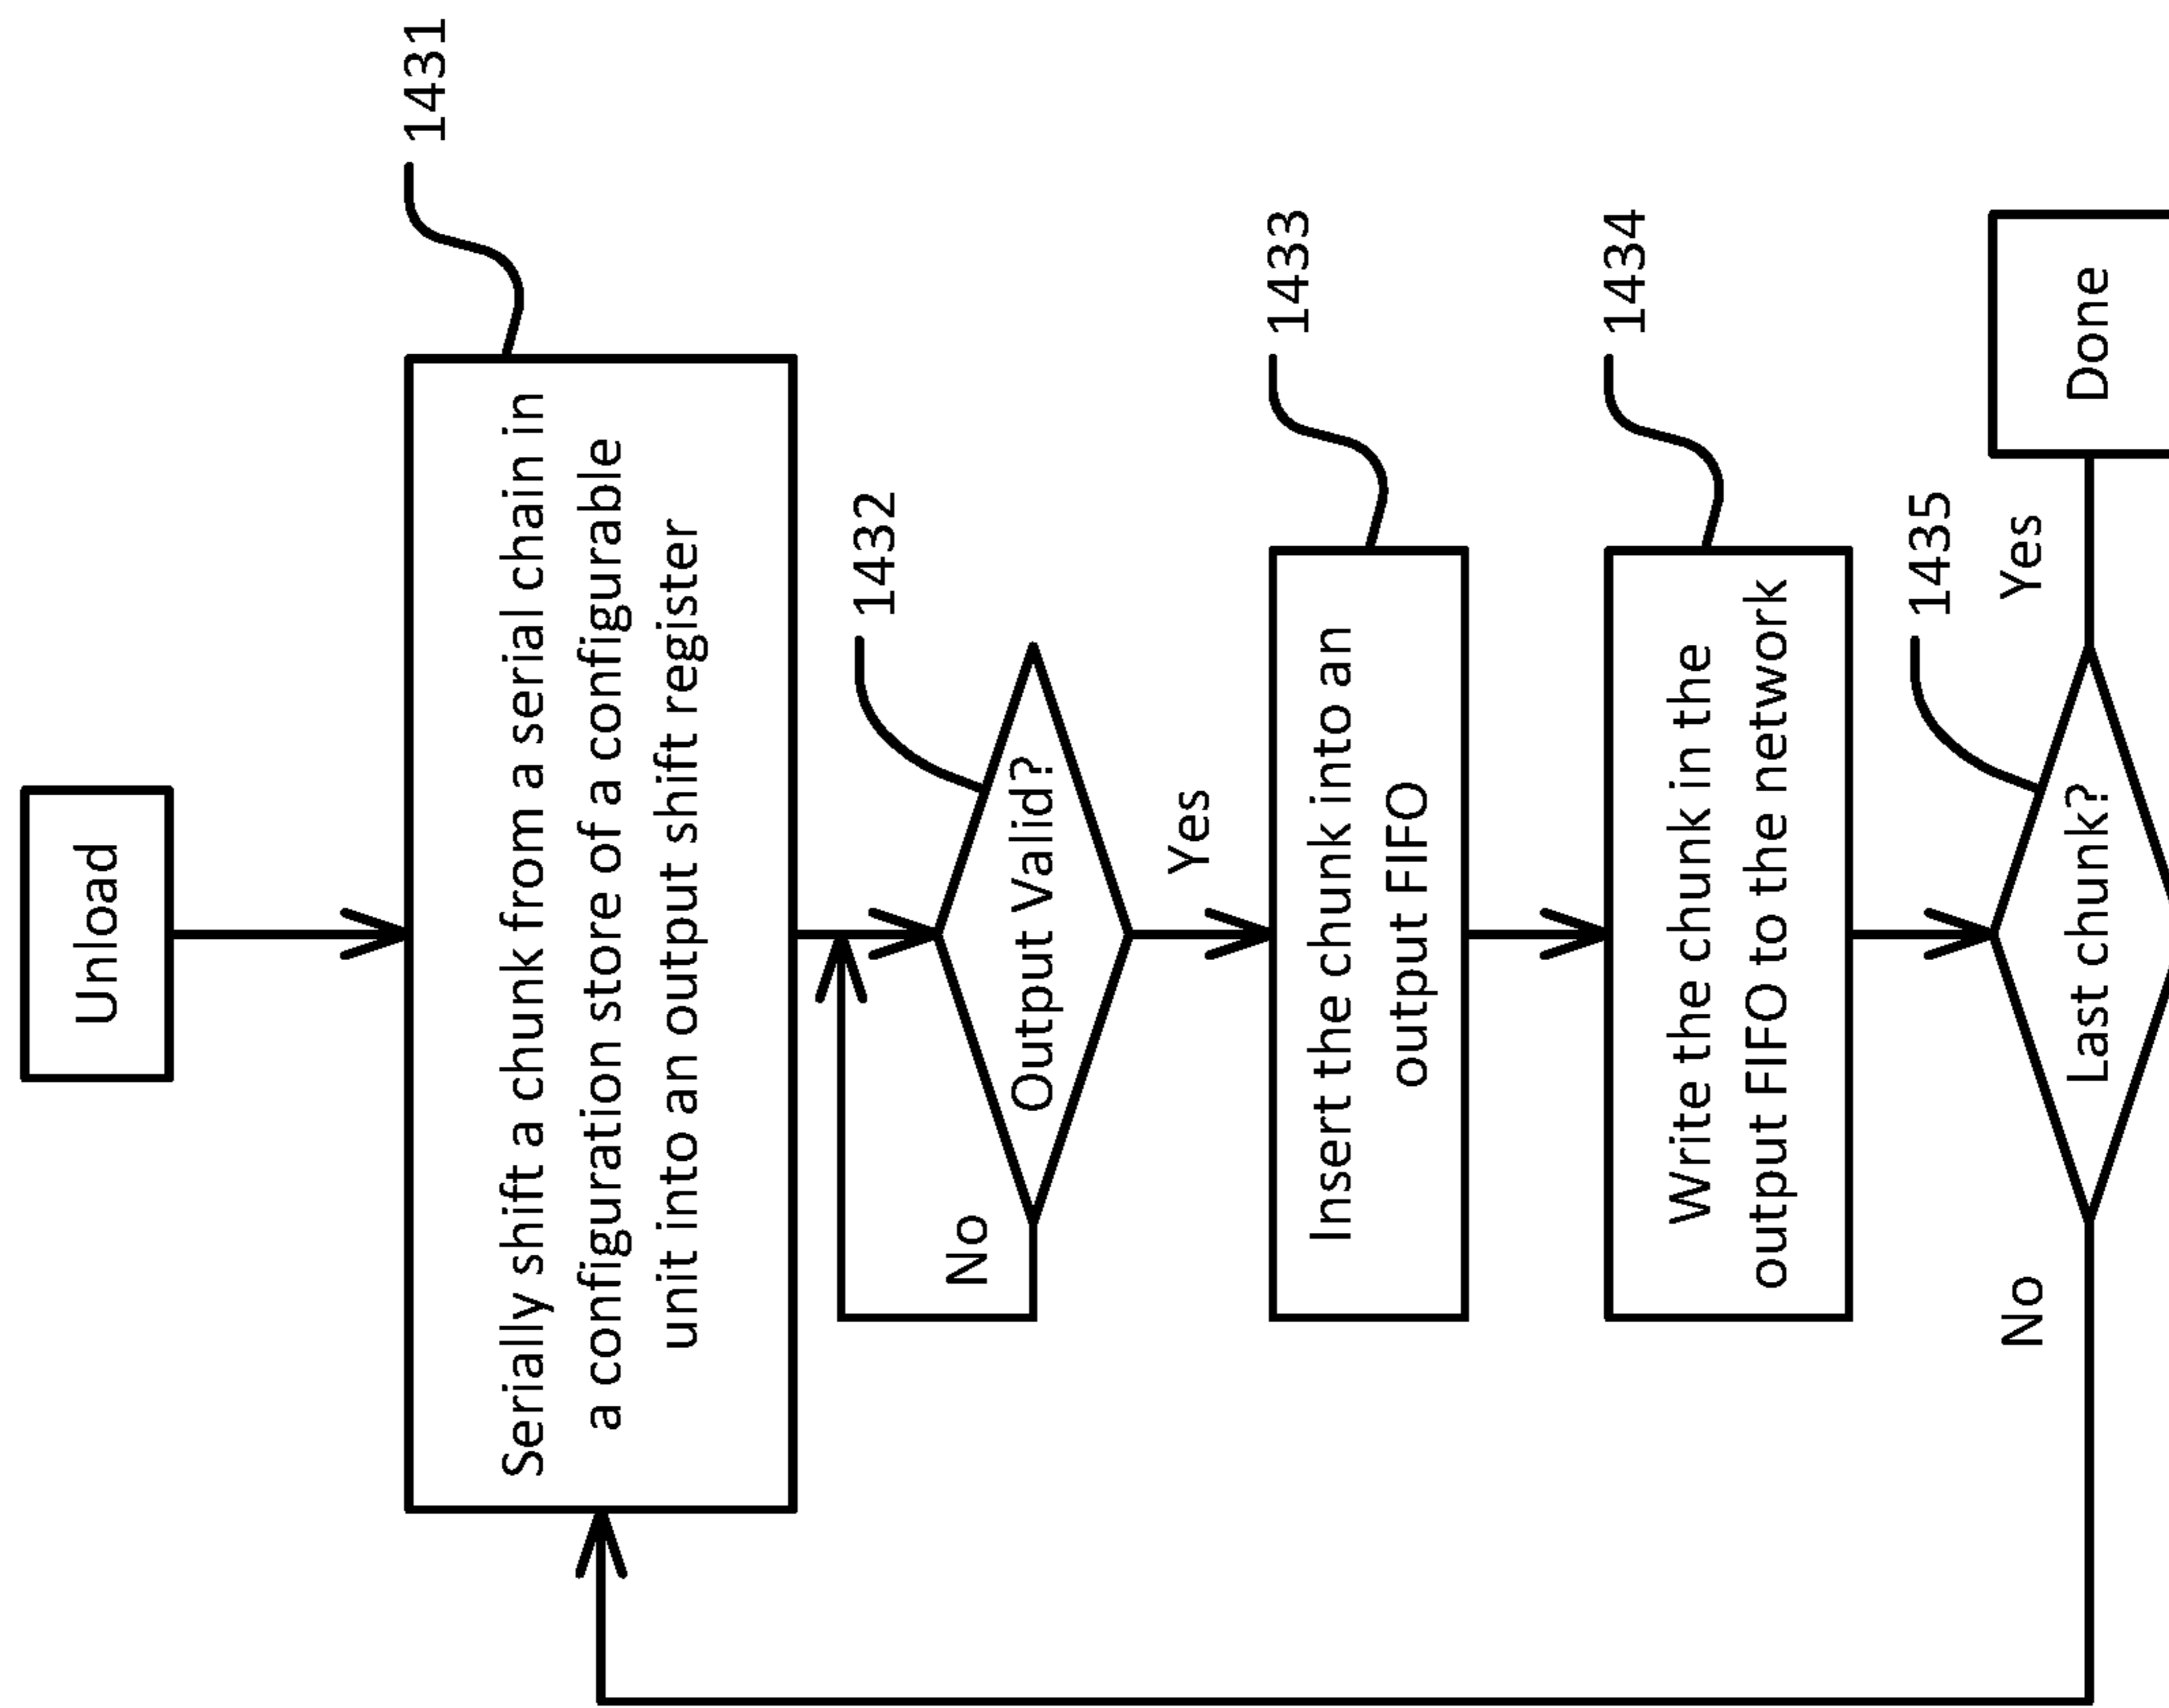 Unload
1431
Serially shift a chunk from a serial chain in
a configuration store of a configurable
unit into an output shift register
1432
Output Valid?
No
Yes
1433
Insert the chunk into an
output FIFO
1434
Write the chunk in the
output FIFO to the network
1435
Last chunk?
No
Yes
Done